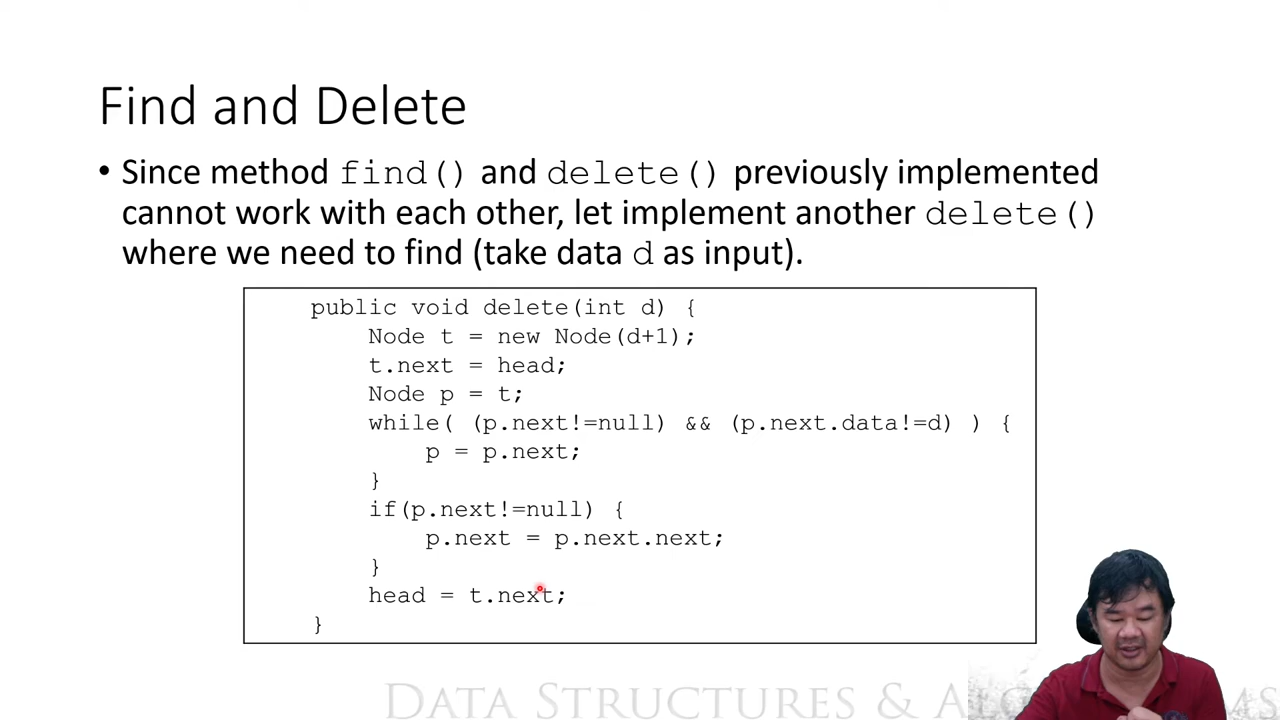 Find and Delete
• Since method find() and delete() previously implemented
cannot work with each other, let implement another delete()
where we need to find (take data d as input).
public void delete(int d) {
Node t = new Node(d+1);
t.next = head;
Node p = t;
while( (p.next!=null) && (p.next.data!=d) ) {
p = p.next;
}
if(p.next!=null) {
p.next = p.next.next;
}
head = t.next;
}
DATA STRUCTURES & ALGORITHMS